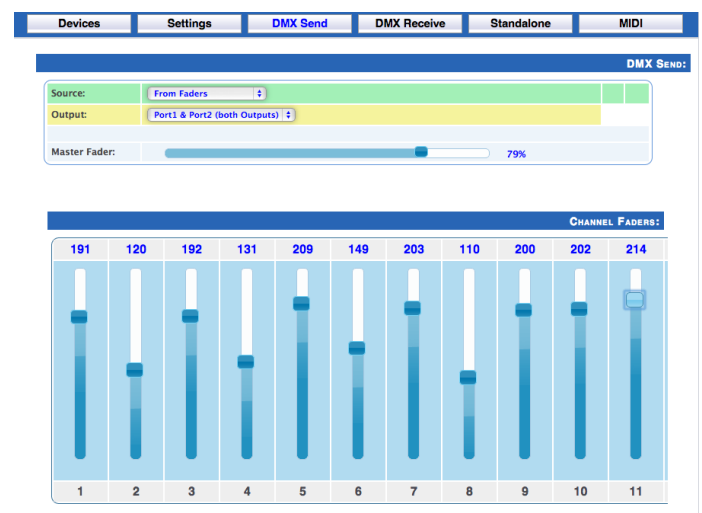 Devices Settings DMX Send DMX Receive Standalone MIDI
DMX SEND:
Source: From Faders
Output: Port1 & Port2 (both Outputs)
Master Fader: 79%
CHANNEL FADERS:
191 120 192 131 209 149 203 110 200 202 214
1 2 3 4 5 6 7 8 9 10 11